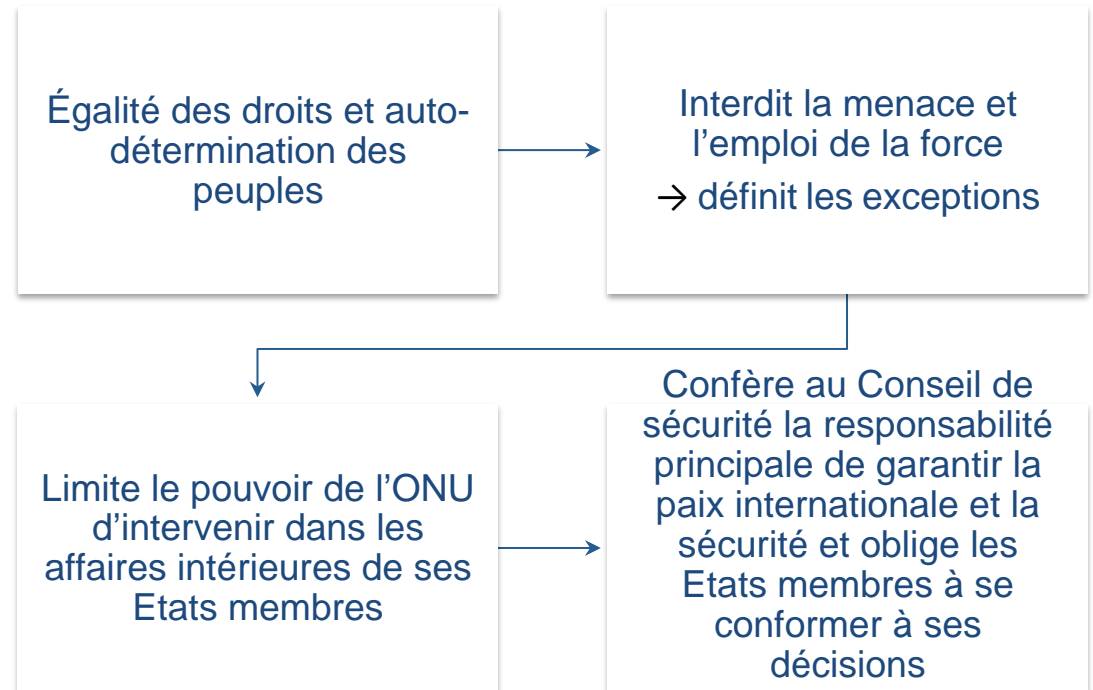 Égalité des droits et auto-
détermination des
peuples
Interdit la menace et
l’emploi de la force
→ définit les exceptions
Limite le pouvoir de l’ONU
d’intervenir dans les
affaires intérieures de ses
Etats membres
Confère au Conseil de
sécurité la responsabilité
principale de garantir la
paix internationale et la
sécurité et oblige les
Etats membres à se
conformer à ses
décisions